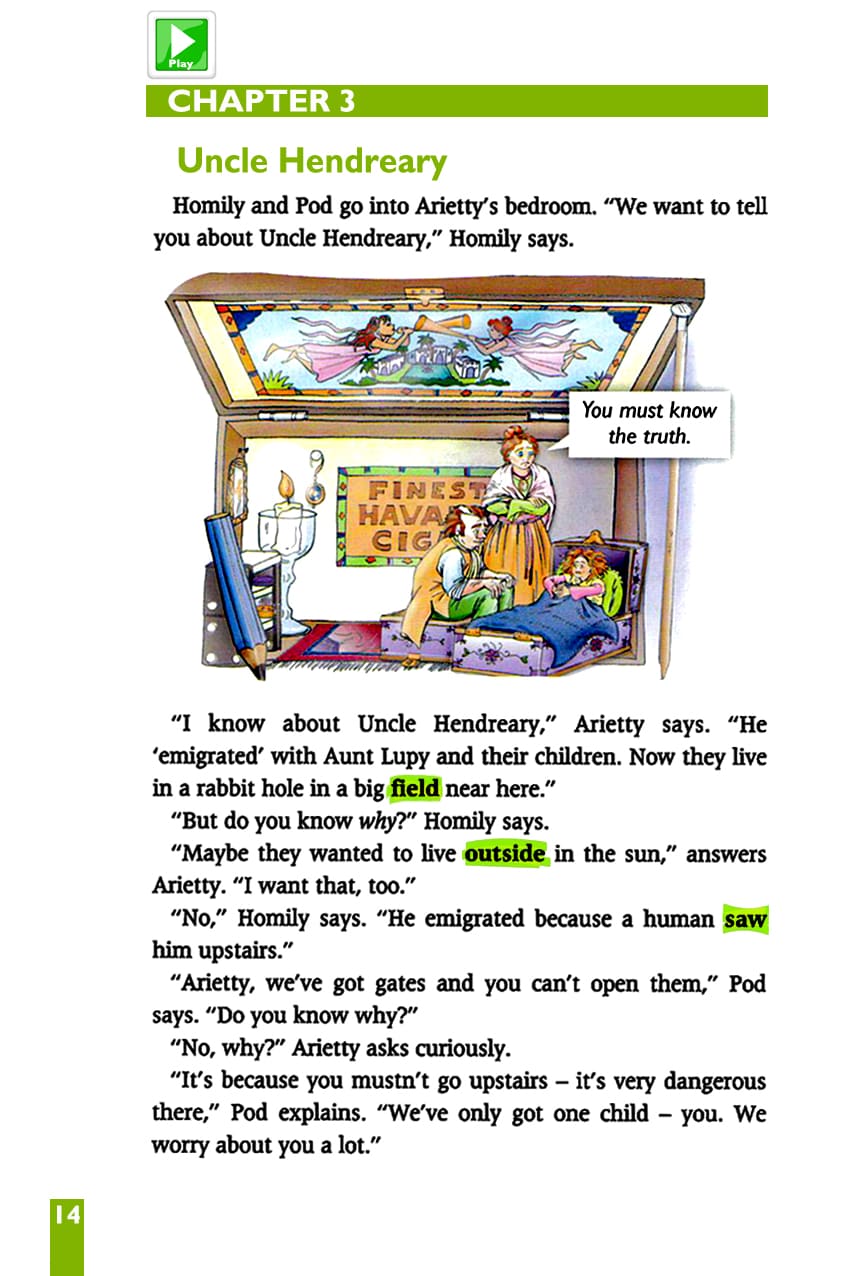 Play
CHAPTER 3
Uncle Hendreary
Homily and Pod go into Arietty's bedroom. "We want to tell
you about Uncle Hendreary," Homily says.
You must know
the truth.
FINEST
HAVA
CIG
"I know about Uncle Hendreary," Arietty says. "He
'emigrated' with Aunt Lupy and their children. Now they live
in a rabbit hole in a big field near here."
"But do you know why?" Homily says.
"Maybe they wanted to live outside in the sun," answers
Arietty. "I want that, too."
"No," Homily says. "He emigrated because a human saw
him upstairs."
"Arietty, we've got gates and you can't open them," Pod
says. "Do you know why?"
"No, why?" Arietty asks curiously.
"It's because you mustn't go upstairs – it's very dangerous
there," Pod explains. "We've only got one child – you. We
worry about you a lot."
14